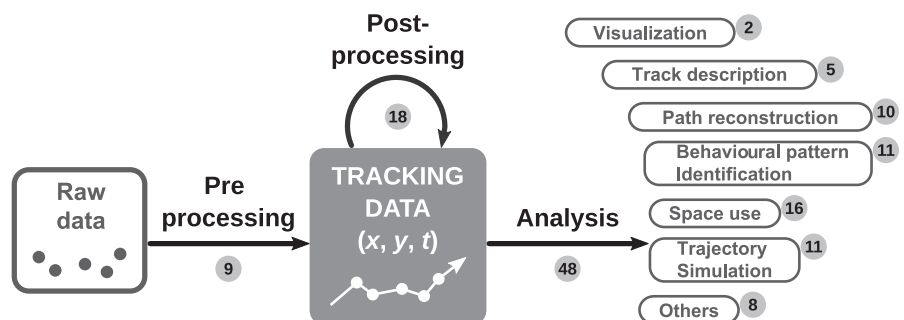 Post-
processing
18
Raw
data
Pre
processing
9
TRACKING
DATA
(x, y, t)
Analysis
48
Visualization 2
Track description 5
Path reconstruction 10
Behavioural pattern 11
Identification
Space use 16
Trajectory 11
Simulation
Others 8